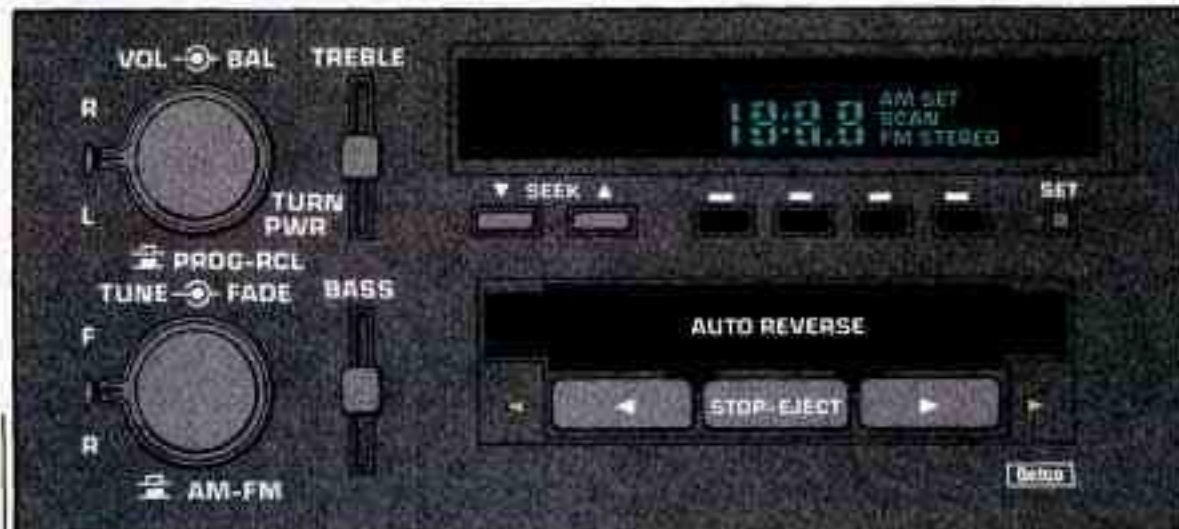 VOL BAL
TREBLE
R
L
TURN
PWR
PROG-RCL
TUNE FADE
BASS
F
R
AM-FM
18:8.8
AM SET
SCAN
FM STEREO
SEEK
SET
AUTO REVERSE
STOP-EJECT
Delco